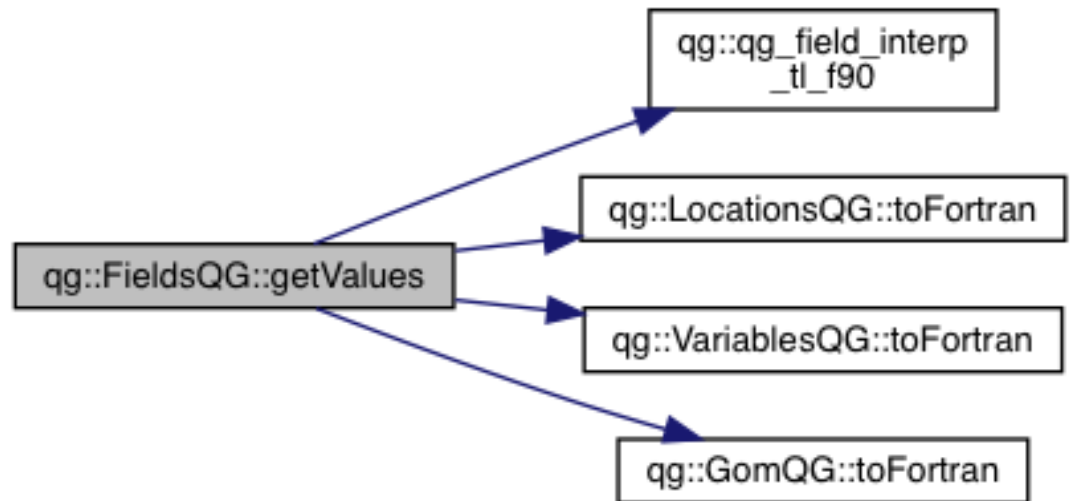 qg::qg_field_interp
_tl_f90
qg::LocationsQG::toFortran
qg::FieldsQG::getValues
qg::VariablesQG::toFortran
qg::GomQG::toFortran